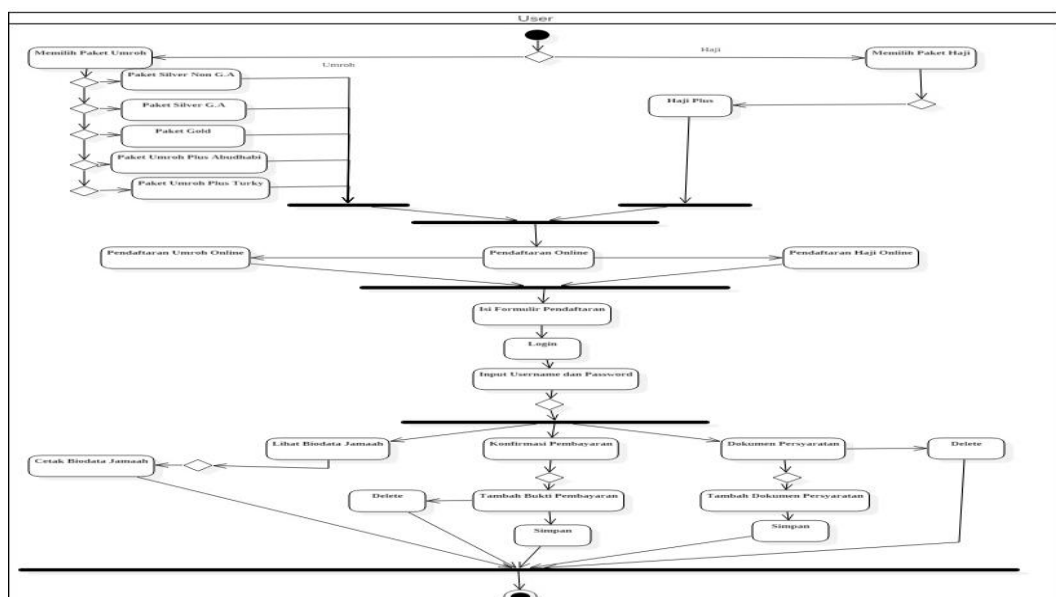 User
Memilih Paket Umroh
Haji
Memilih Paket Haji
Umroh
Paket Silver Non G.A
Paket Silver G.A
Haji Plus
Paket Gold
Paket Umroh Plus Abudhabi
Paket Umroh Plus Turky
Pendaftaran Umroh Online
Pendaftaran Online
Pendaftaran Haji Online
Isi Formulir Pendaftaran
Login
Input Username dan Password
Lihat Biodata Jamaah
Konfirmasi Pembayaran
Dokumen Persyaratan
Delete
Cetak Biodata Jamaah
Delete
Tambah Bukti Pembayaran
Tambah Dokumen Persyaratan
Simpan
Simpan